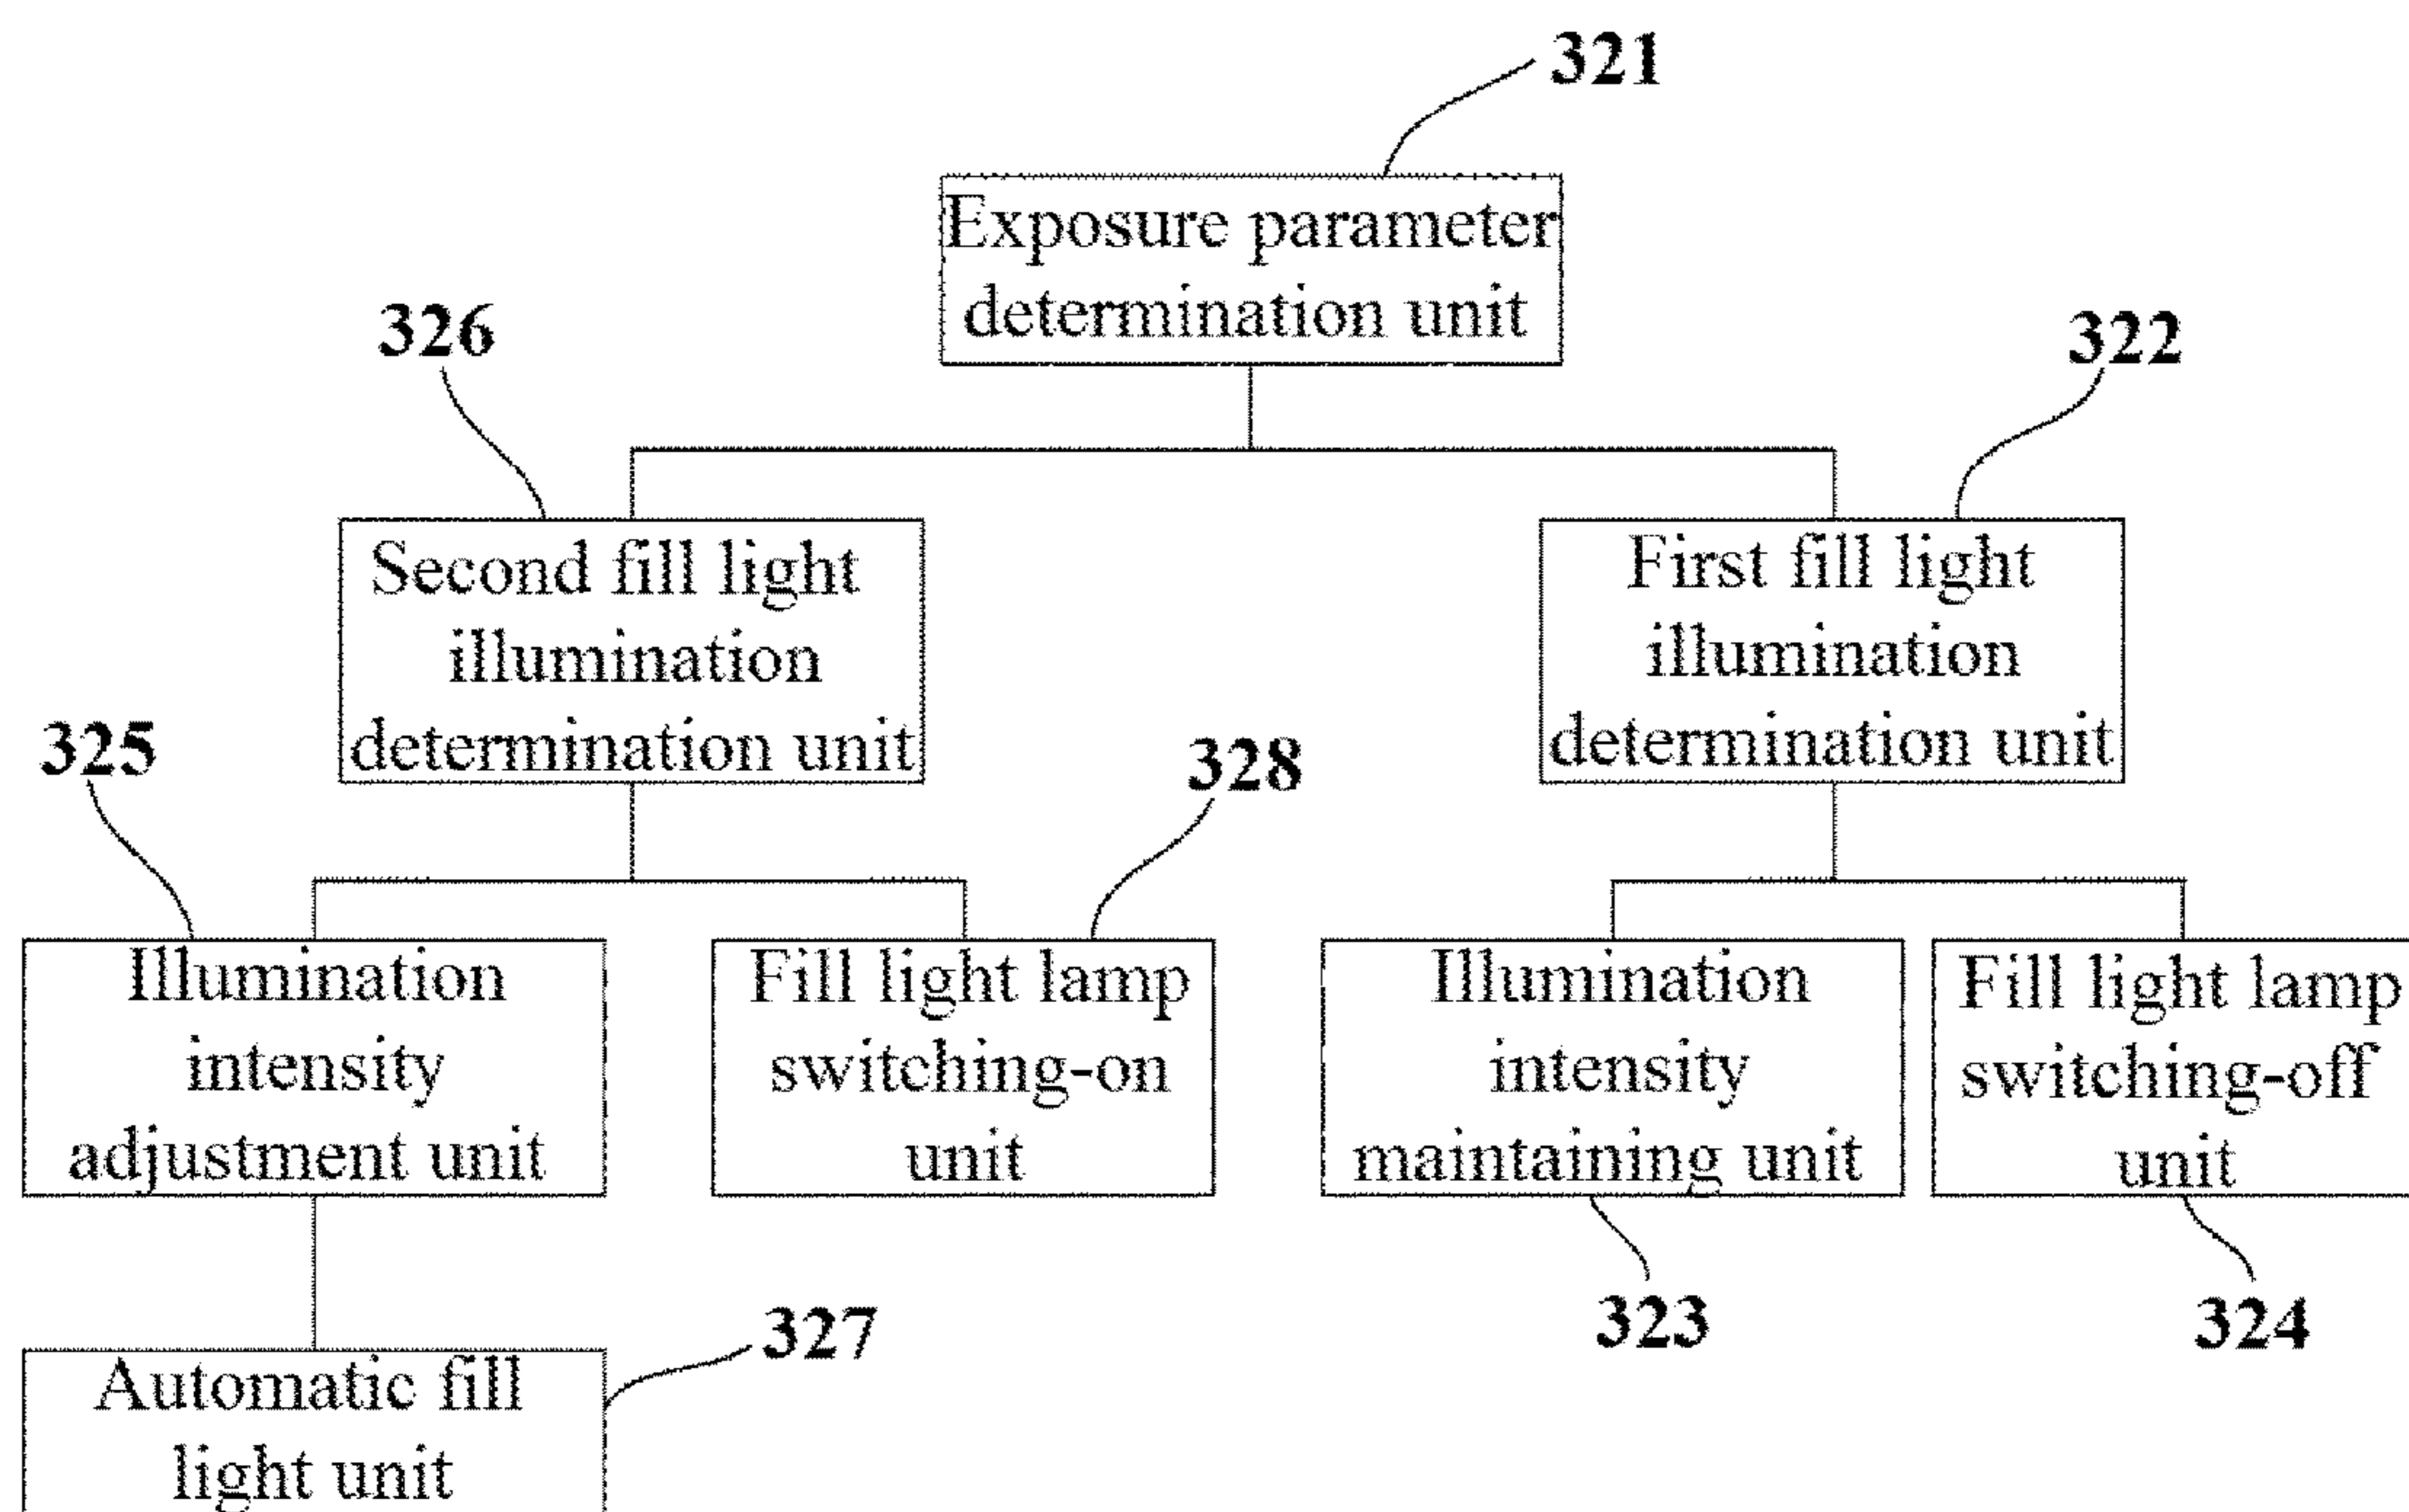 321
Exposure parameter
determination unit
326
322
Second fill light
illumination
determination unit
First fill light
illumination
determination unit
325
328
Illumination
intensity
adjustment unit
Fill light lamp
switching-on
unit
Illumination
intensity
maintaining unit
Fill light lamp
switching-off
unit
323
324
327
Automatic fill
light unit